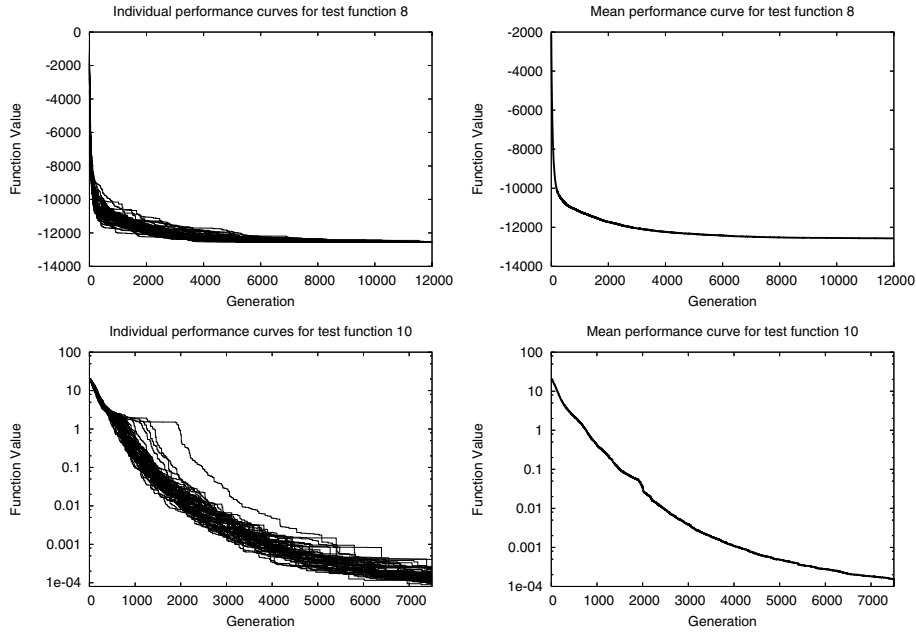 Individual performance curves for test function 8
0
-2000
-4000
-6000
-8000
-10000
-12000
-14000
Function Value
0 2000 4000 6000 8000 10000 12000
Generation
Mean performance curve for test function 8
-2000
-4000
-6000
-8000
-10000
-12000
-14000
Function Value
0 2000 4000 6000 8000 10000 12000
Generation
Individual performance curves for test function 10
100
10
1
0.1
0.01
0.001
1e-04
Function Value
0 1000 2000 3000 4000 5000 6000 7000
Generation
Mean performance curve for test function 10
100
10
1
0.1
0.01
0.001
1e-04
Function Value
0 1000 2000 3000 4000 5000 6000 7000
Generation